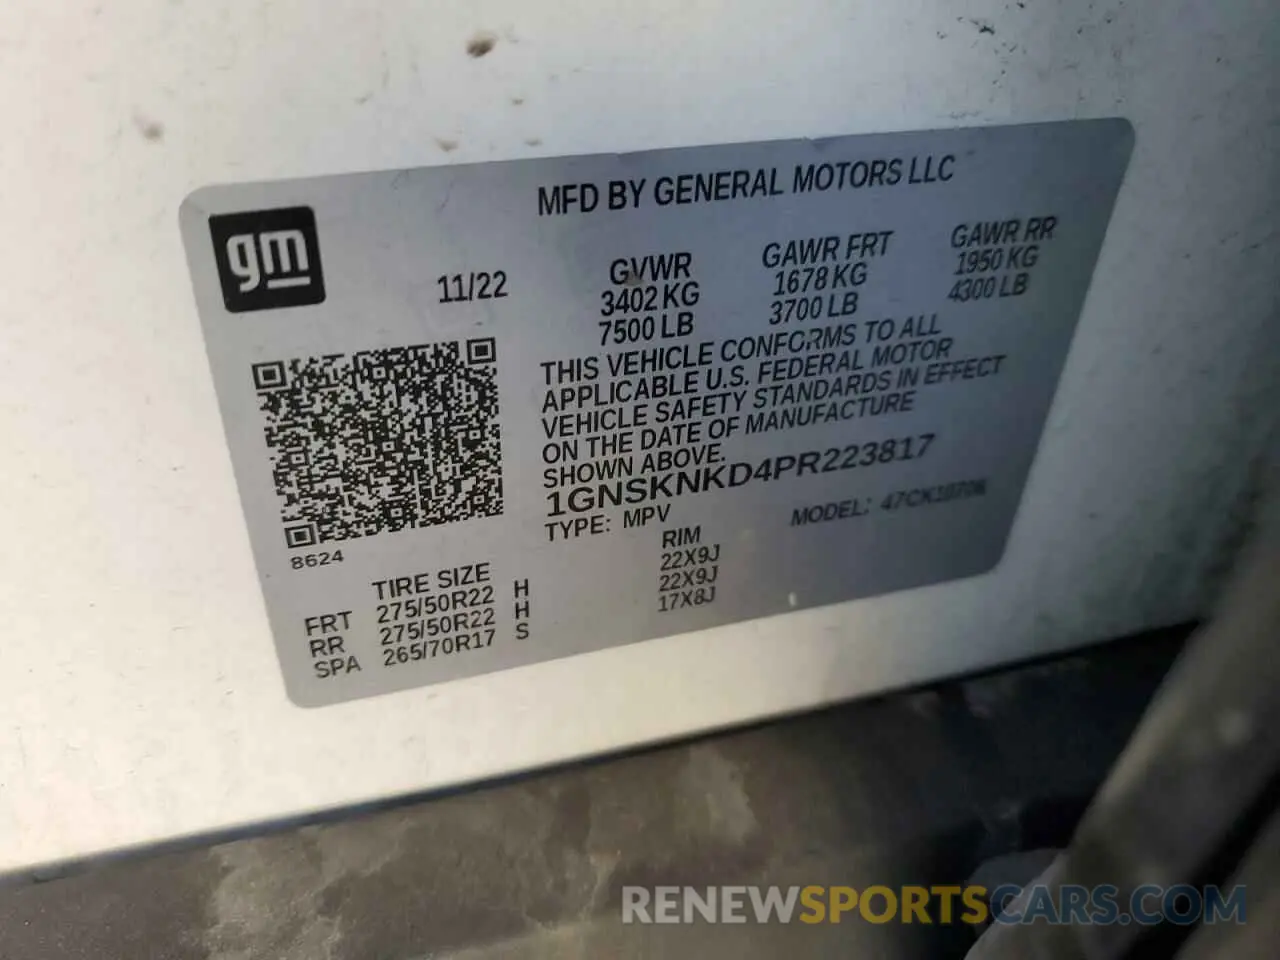 MFD BY GENERAL MOTORS LLC
gm
11/22
GVWR
3402 KG
7500 LB
GAWR FRT
1678 KG
3700 LB
GAWR RR
1950 KG
4300 LB
THIS VEHICLE CONFORMS TO ALL
APPLICABLE U.S. FEDERAL MOTOR
VEHICLE SAFETY STANDARDS IN EFFECT
ON THE DATE OF MANUFACTURE
SHOWN ABOVE.
1GNSKNKD4PR223817
TYPE: MPV
MODEL:
8624
TIRE SIZE
RIM
FRT 275/50R22 H 22X9J
RR 275/50R22 H 22X9J
SPA 265/70R17 S 17X8J
RENEWSPORTSCARS.COM